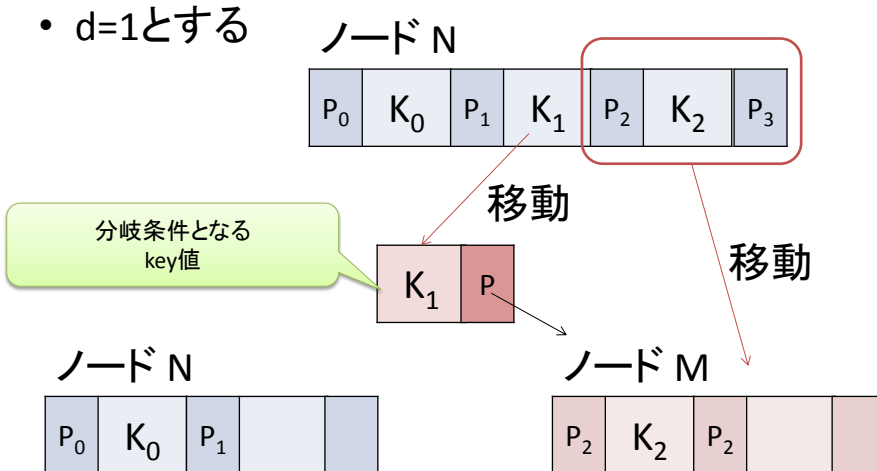 • d=1とする
ノード N
P0 K0 P1 K1 P2 K2 P3
移動
分岐条件となる
key値
移動
K1 P
ノード N
ノード M
P0 K0 P1
P2 K2 P2